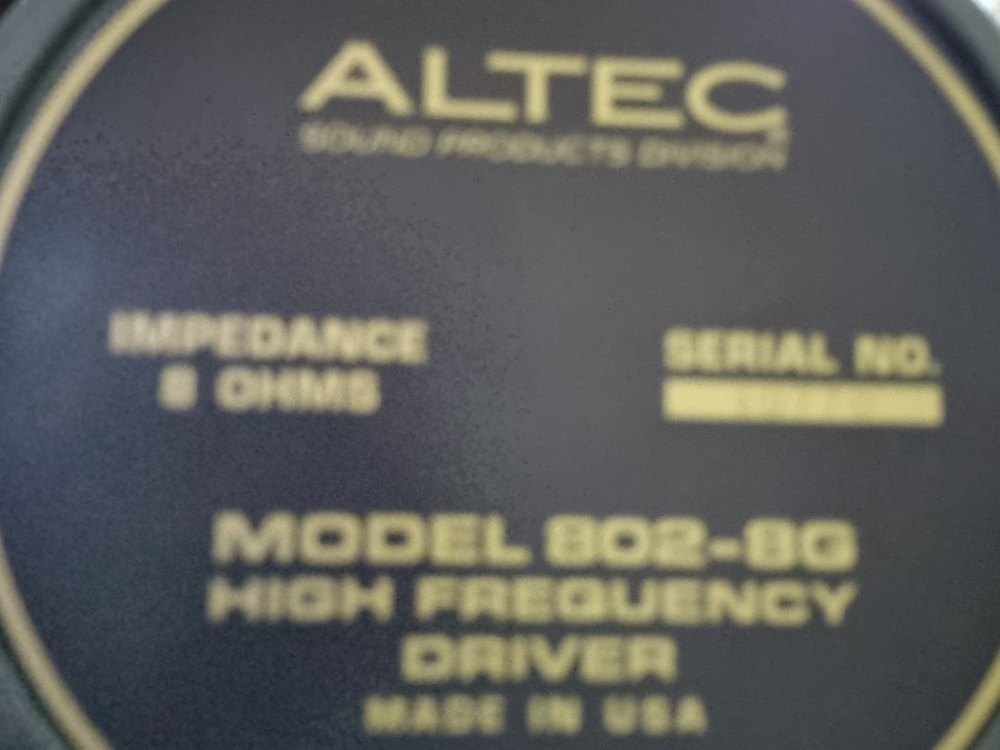 ALTEC
SOUND PRODUCTS DIVISION
IMPEDANCE
8 OHMS
SERIAL NO.
MODEL 802-8G
HIGH FREQUENCY
DRIVER
MADE IN USA